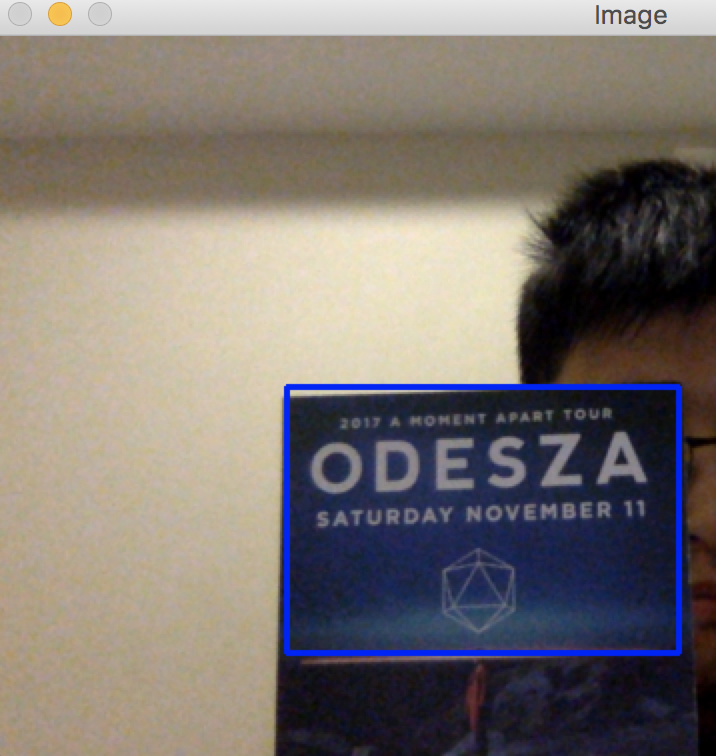 Image
2017 A MOMENT APART TOUR
ODESZA
SATURDAY NOVEMBER 11